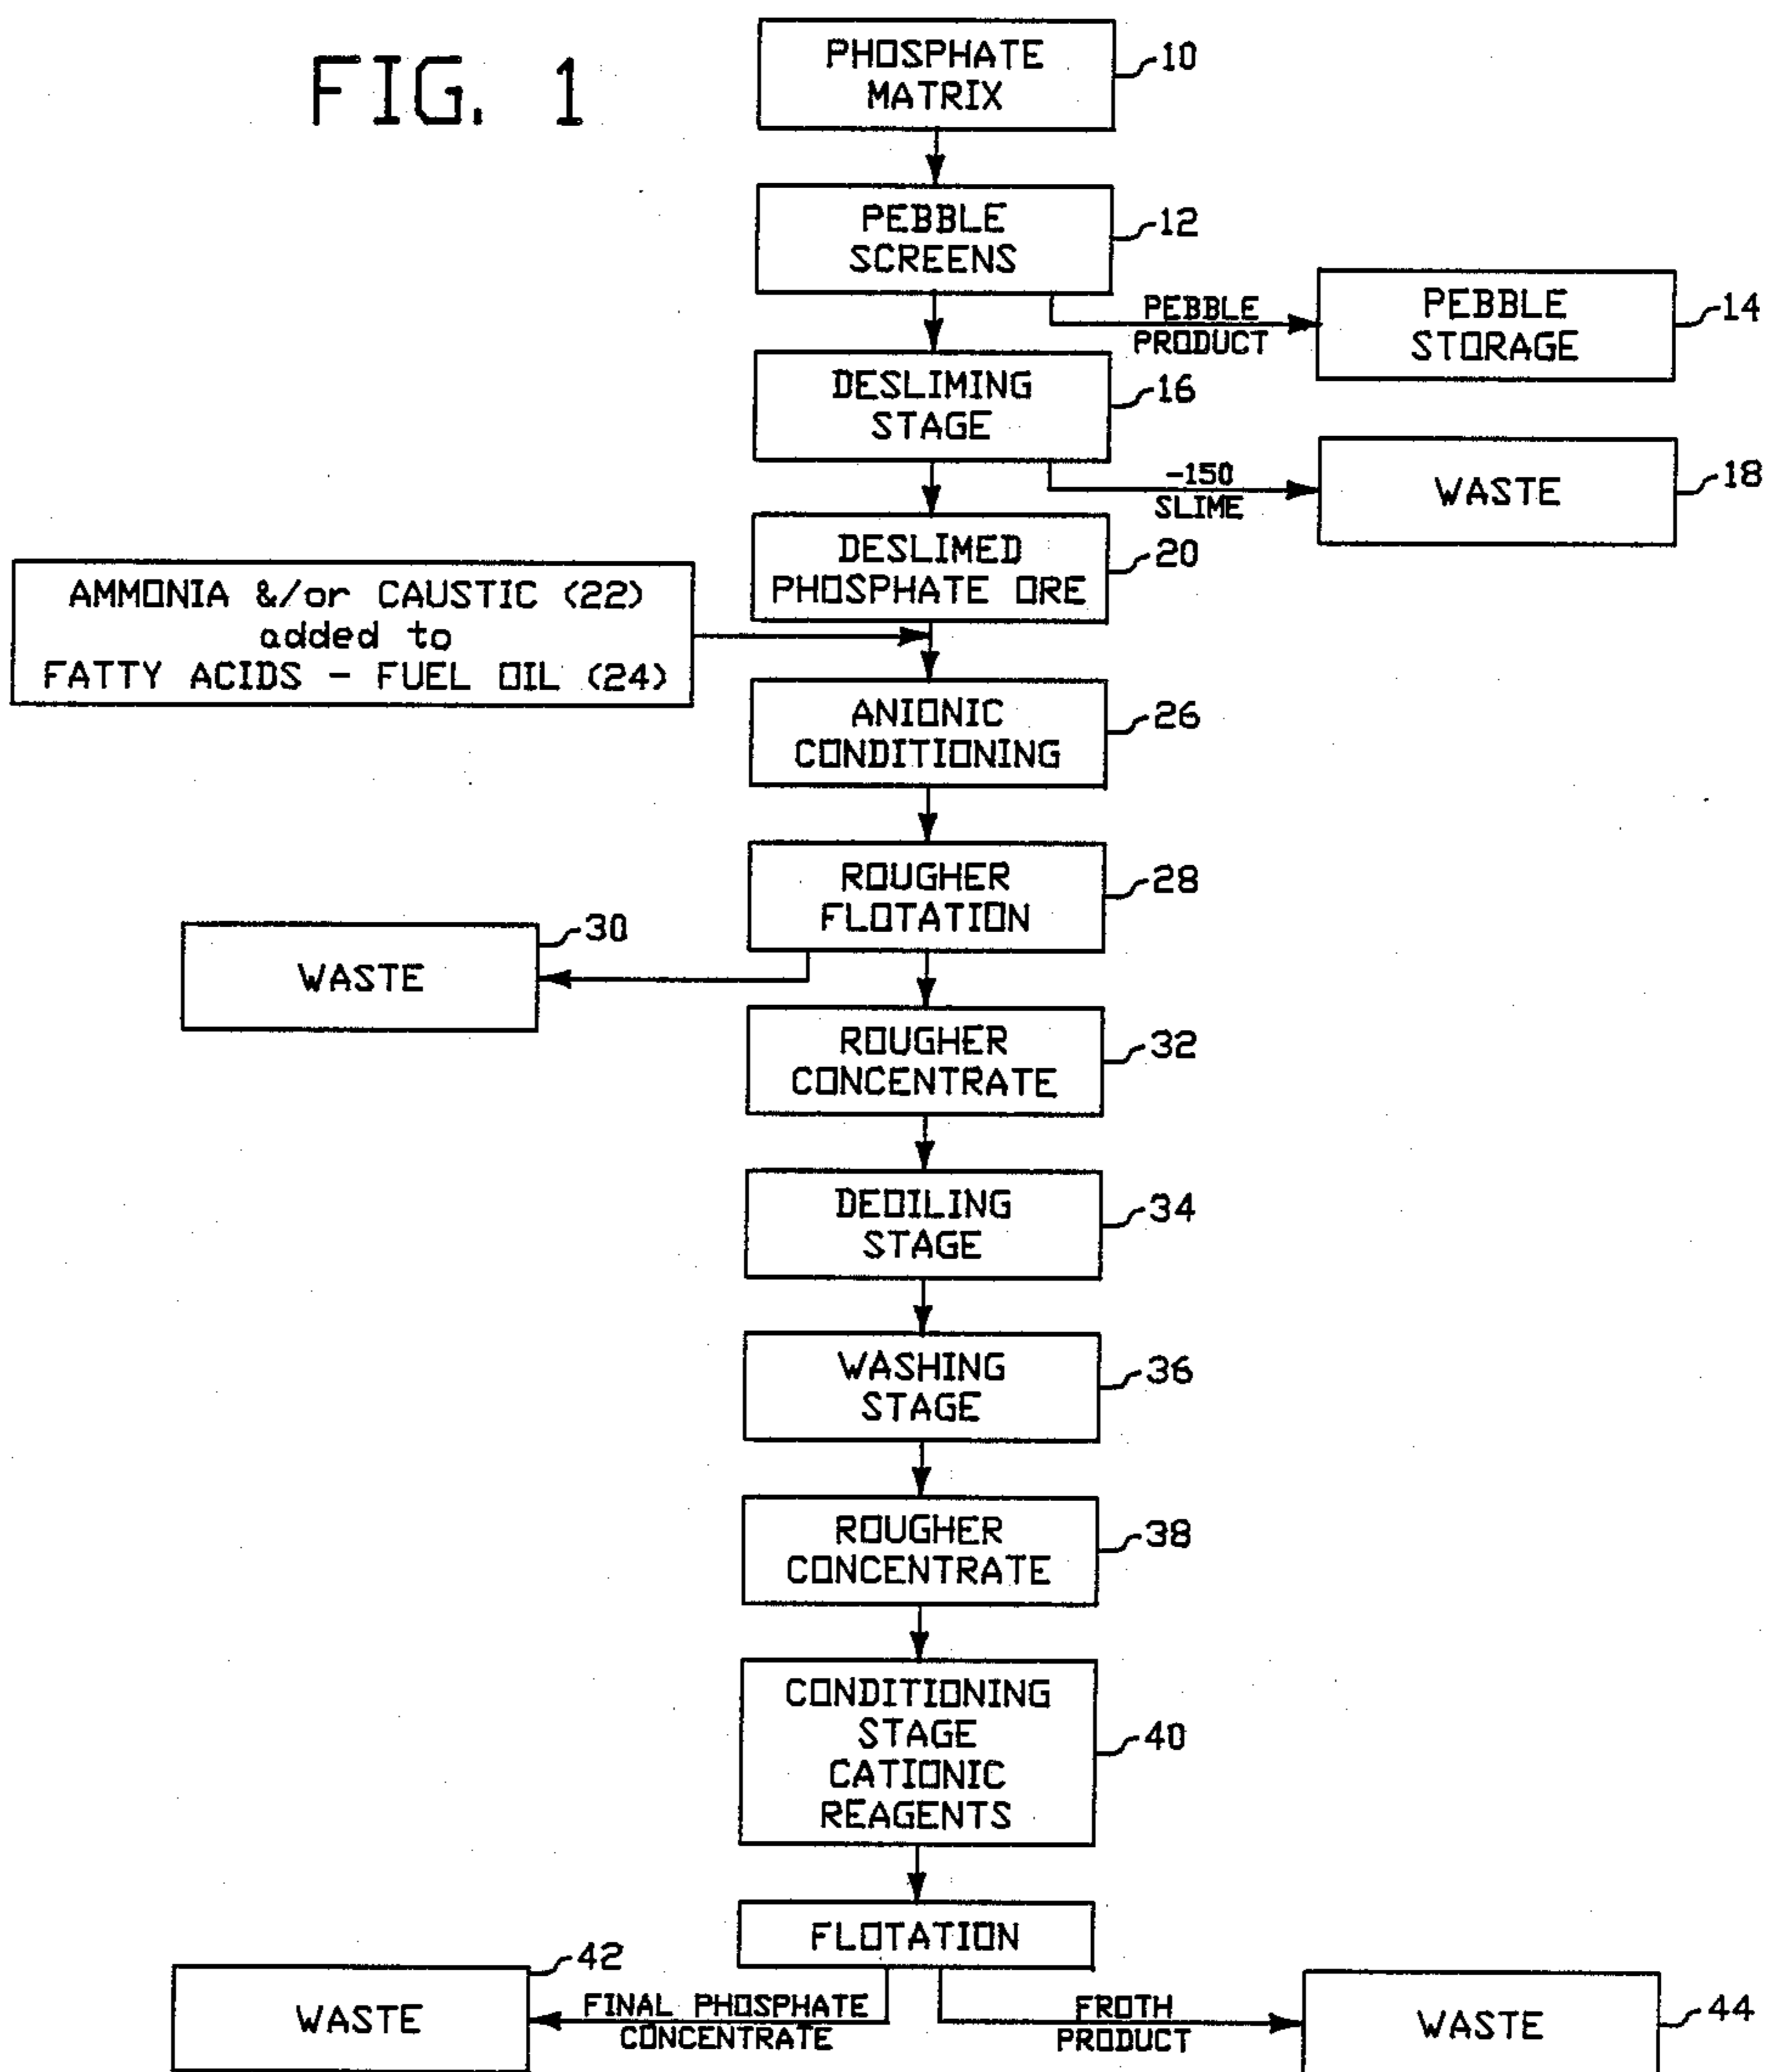 FIG. 1
PHOSPHATE
MATRIX
10
PEBBLE
SCREENS
12
PEBBLE
PRODUCT
PEBBLE
STORAGE
14
DESLIMING
STAGE
16
-150
SLIME
WASTE
18
DESLIMED
PHOSPHATE ORE
20
AMMONIA &/or CAUSTIC (22)
added to
FATTY ACIDS - FUEL OIL (24)
ANIONIC
CONDITIONING
26
ROUGHER
FLOTATION
28
WASTE
30
ROUGHER
CONCENTRATE
32
DEOILING
STAGE
34
WASHING
STAGE
36
ROUGHER
CONCENTRATE
38
CONDITIONING
STAGE
CATIONIC
REAGENTS
40
FLOTATION
WASTE
42
FINAL PHOSPHATE
CONCENTRATE
FROTH
PRODUCT
WASTE
44